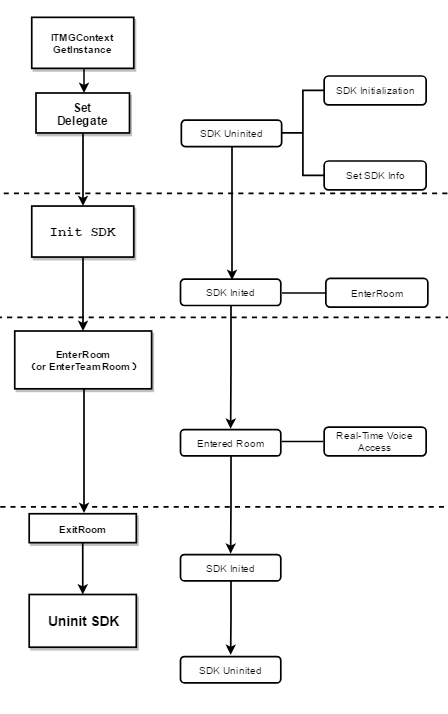 ITMGContext
GetInstance
Set
Delegate
SDK Initialization
SDK Uninited
Set SDK Info
Init SDK
SDK Inited
EnterRoom
EnterRoom
(or EnterTeamRoom)
Entered Room
Real-Time Voice
Access
ExitRoom
SDK Inited
Uninit SDK
SDK Uninited